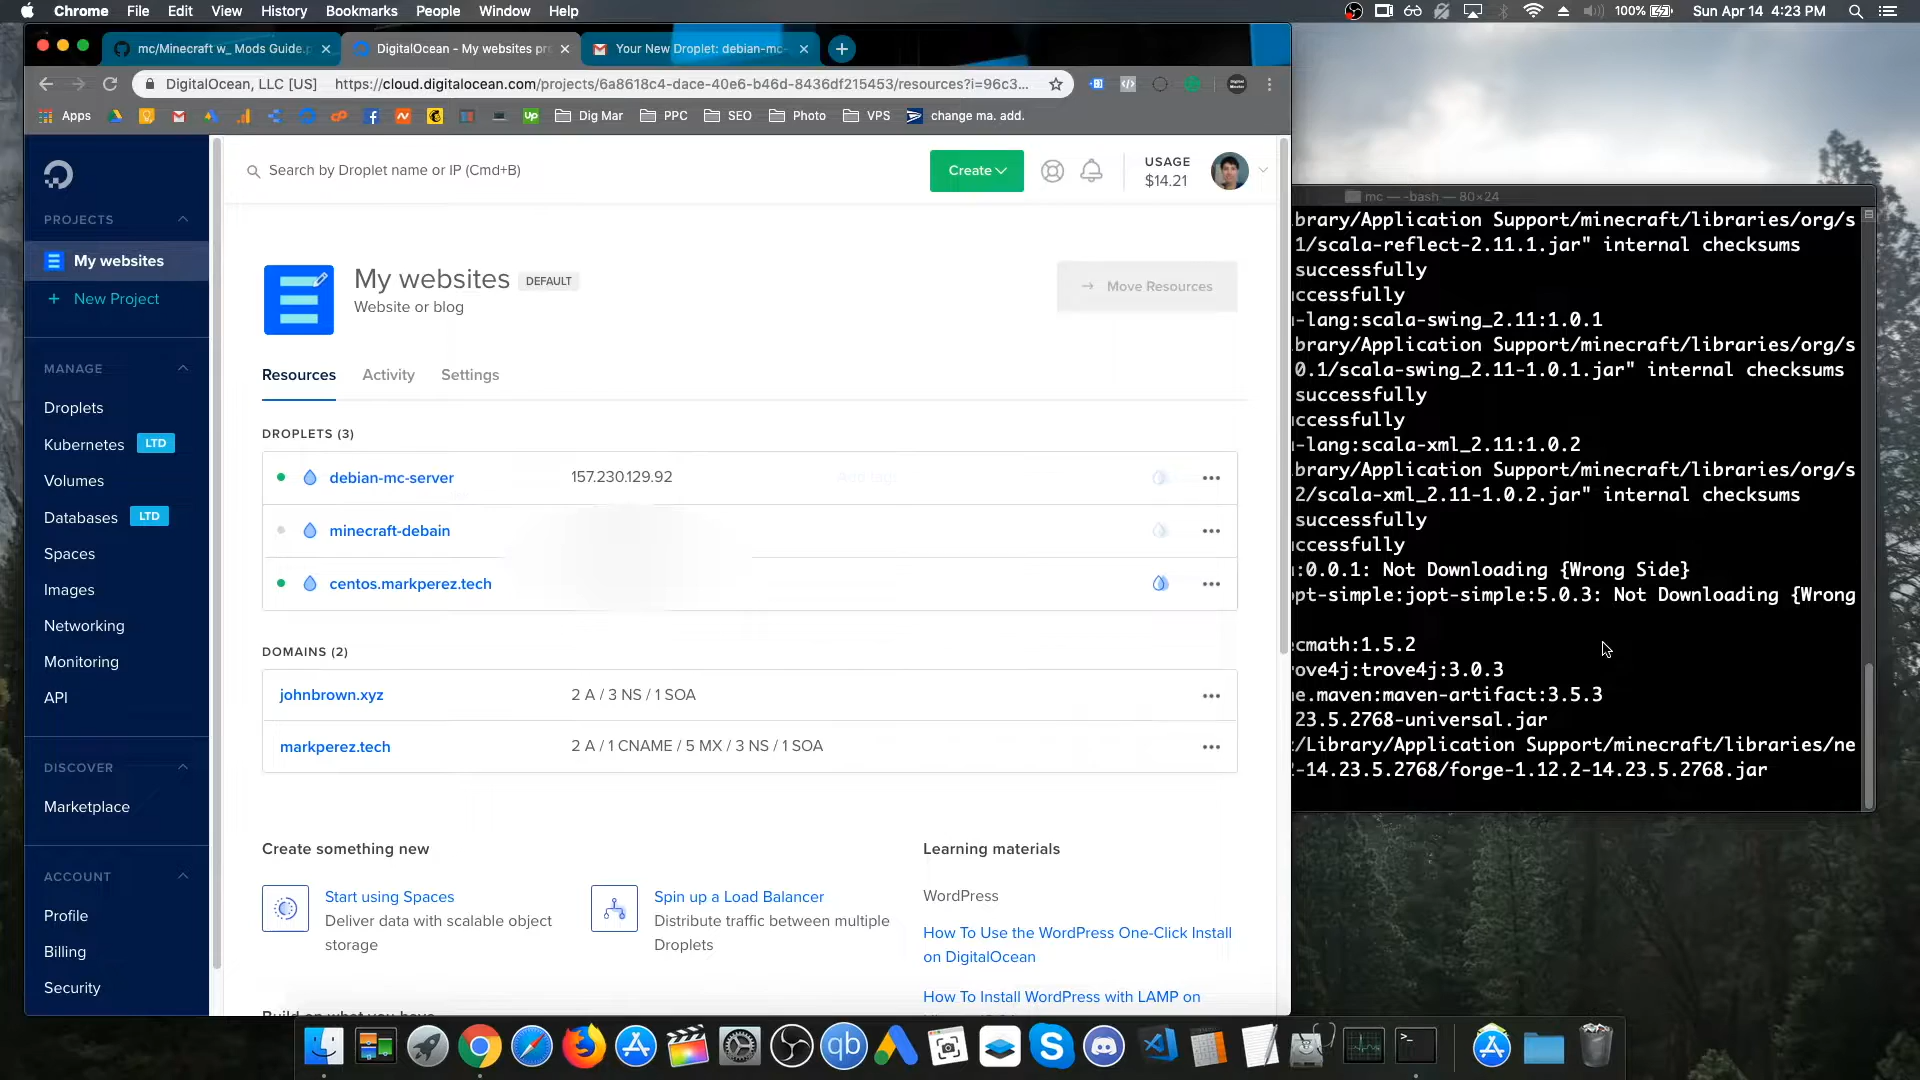 Chrome File Edit View History Bookmarks People Window Help
100% Sun Apr 14 4:23 PM
mc/Minecraft w_ Mods Guide.p
DigitalOcean - My websites pr
Your New Droplet: debian-mc-
DigitalOcean, LLC [US] https://cloud.digitalocean.com/projects/6a8618c4-dace-40e6-b46d-8436df215453/resources?i=96c3...
Apps Dig Mar PPC SEO Photo VPS change ma. add.
PROJECTS
My websites
+ New Project
MANAGE
Droplets
Kubernetes LTD
Volumes
Databases LTD
Spaces
Images
Networking
Monitoring
API
DISCOVER
Marketplace
ACCOUNT
Profile
Billing
Security
Search by Droplet name or IP (Cmd+B)
Create
USAGE
$14.21
My websites DEFAULT
Website or blog
→ Move Resources
Resources Activity Settings
DROPLETS (3)
debian-mc-server 157.230.129.92 Add tags
minecraft-debain
centos.markperez.tech
DOMAINS (2)
johnbrown.xyz 2 A / 3 NS / 1 SOA
markperez.tech 2 A / 1 CNAME / 5 MX / 3 NS / 1 SOA
Create something new
Start using Spaces
Deliver data with scalable object
storage
Spin up a Load Balancer
Distribute traffic between multiple
Droplets
Learning materials
WordPress
How To Use the WordPress One-Click Install
on DigitalOcean
How To Install WordPress with LAMP on
mc — -bash — 80×24
ibrary/Application Support/minecraft/libraries/org/s
1/scala-reflect-2.11.1.jar" internal checksums
successfully
ccessfully
-lang:scala-swing_2.11:1.0.1
ibrary/Application Support/minecraft/libraries/org/s
0.1/scala-swing_2.11-1.0.1.jar" internal checksums
successfully
ccessfully
-lang:scala-xml_2.11:1.0.2
ibrary/Application Support/minecraft/libraries/org/s
2/scala-xml_2.11-1.0.2.jar" internal checksums
successfully
ccessfully
:0.0.1: Not Downloading {Wrong Side}
pt-simple:jopt-simple:5.0.3: Not Downloading {Wrong
ecmath:1.5.2
rove4j:trove4j:3.0.3
e.maven:maven-artifact:3.5.3
23.5.2768-universal.jar
/Library/Application Support/minecraft/libraries/ne
-14.23.5.2768/forge-1.12.2-14.23.5.2768.jar